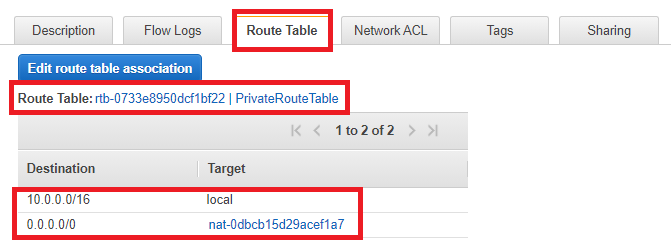 Description Flow Logs Route Table Network ACL Tags Sharing
Edit route table association
Route Table: rtb-0733e8950dcf1bf22 | PrivateRouteTable
1 to 2 of 2
Destination Target
10.0.0.0/16 local
0.0.0.0/0 nat-0dbcb15d29acef1a7